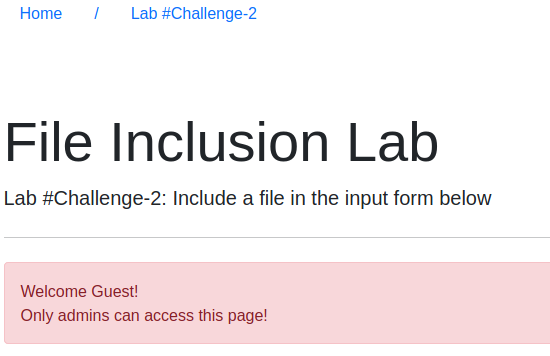 Home / Lab #Challenge-2
File Inclusion Lab
Lab #Challenge-2: Include a file in the input form below
Welcome Guest!
Only admins can access this page!